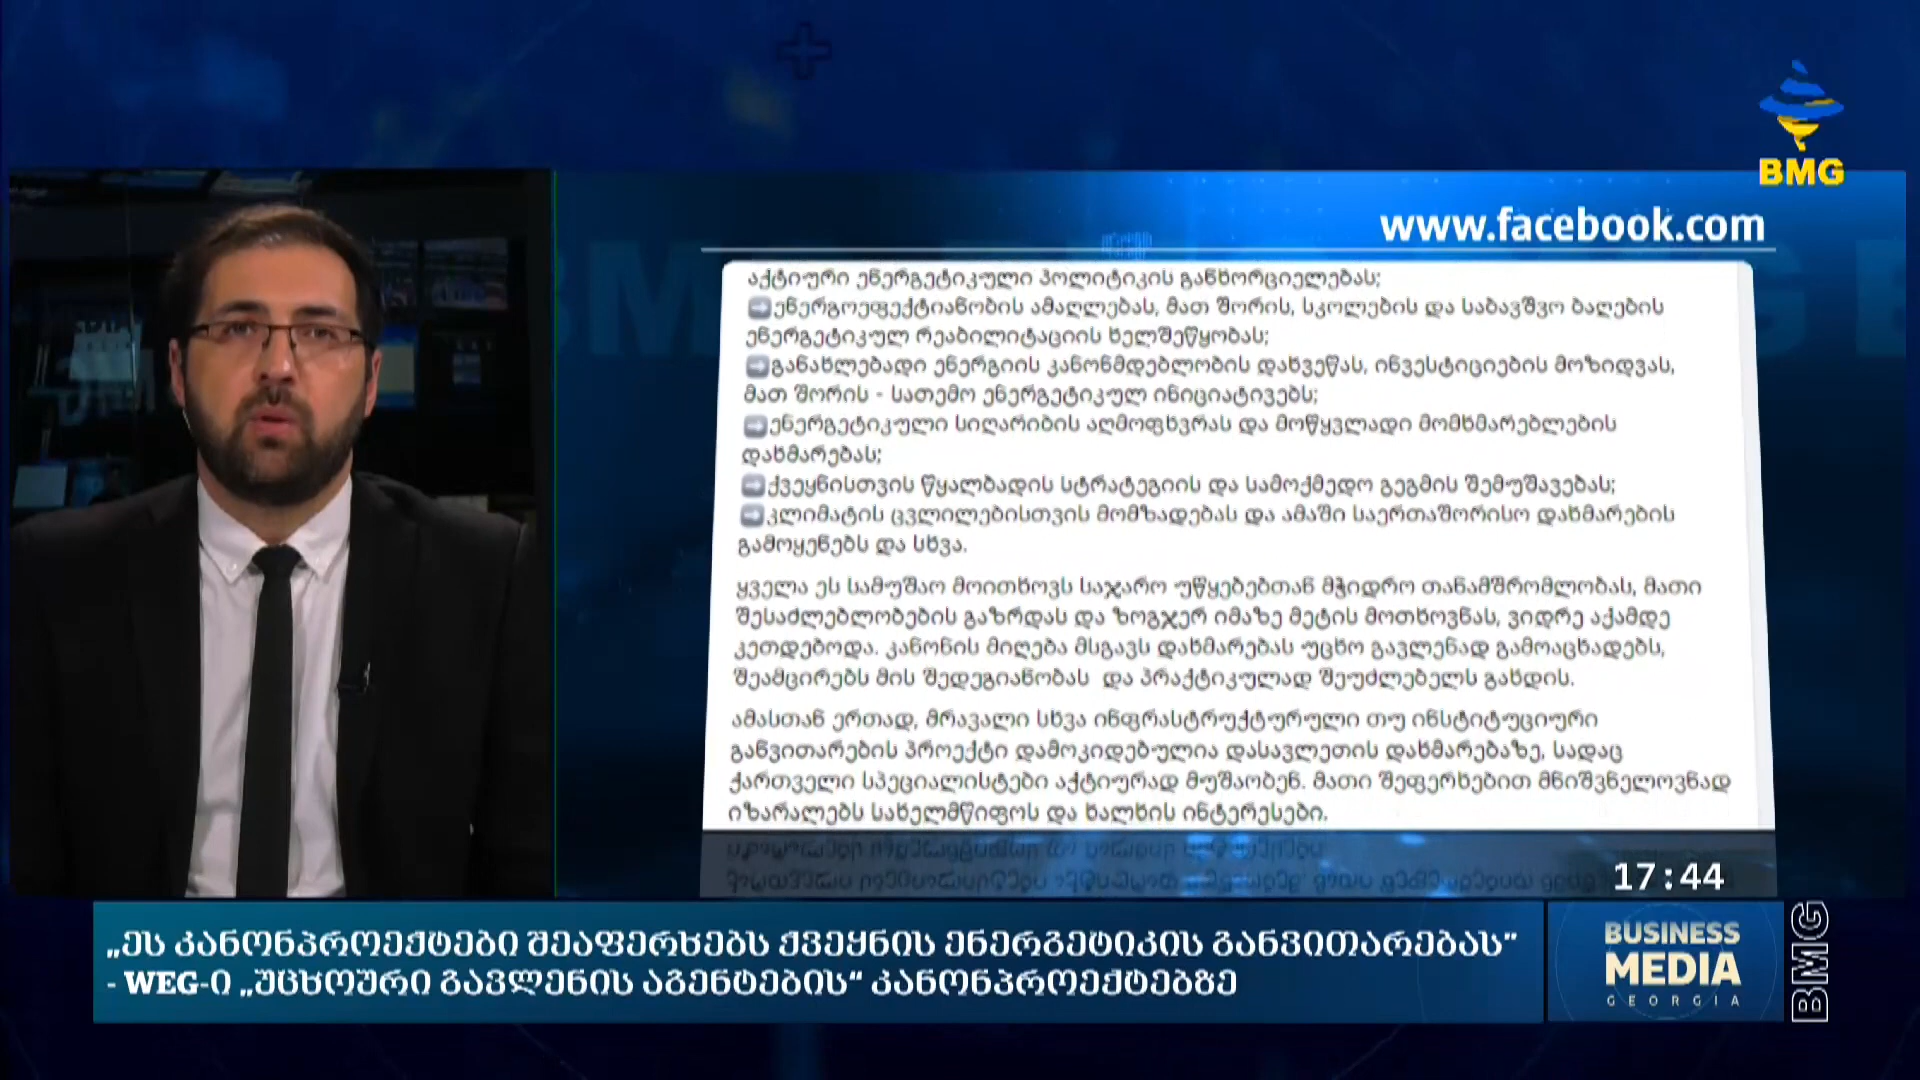 BMG
www.facebook.com
აქტიური ენერგეტიკული პოლიტიკის განხორციელებას;
➡ენერგოეფექტიანობის ამაღლებას, მათ შორის, სკოლების და საბავშვო ბაღების
ენერგეტიკულ რეაბილიტაციის ხელშეწყობას;
➡განახლებადი ენერგიის კანონმდებლობის დახვეწას, ინვესტიციების მოზიდვას,
მათ შორის - სათემო ენერგეტიკულ ინიციატივებს;
➡ენერგეტიკული სიღარიბის აღმოფხვრას და მოწყვლადი მომხმარებლების
დახმარებას;
➡ქვეყნისთვის წყალბადის სტრატეგიის და სამოქმედო გეგმის შემუშავებას;
➡კლიმატის ცვლილებისთვის მომზადებას და ამაში საერთაშორისო დახმარების
გამოყენებს და სხვა.
ყველა ეს სამუშაო მოითხოვს საჯარო უწყებებთან მჭიდრო თანამშრომლობას, მათი
შესაძლებლობების გაზრდას და ზოგჯერ იმაზე მეტის მოთხოვნას, ვიდრე აქამდე
კეთდებოდა. კანონის მიღება მსგავს დახმარებას უცხო გავლენად გამოაცხადებს,
შეამცირებს მის შედეგიანობას და პრაქტიკულად შეუძლებელს გახდის.
ამასთან ერთად, მრავალი სხვა ინფრასტრუქტურული თუ ინსტიტუციური
განვითარების პროექტი დამოკიდებულია დასავლეთის დახმარებაზე, სადაც
ქართველი სპეციალისტები აქტიურად მუშაობენ. მათი შეფერხებით მნიშვნელოვნად
იზარალებს სახელმწიფოს და ხალხის ინტერესები.
17:44
„ეს კანონპროექტები შეაფერხებს ქვეყნის ენერგეტიკის განვითარებას“
- WEG-ი „უცხოური გავლენის აგენტების“ კანონპროექტებზე
BUSINESS
MEDIA
GEORGIA
BMG